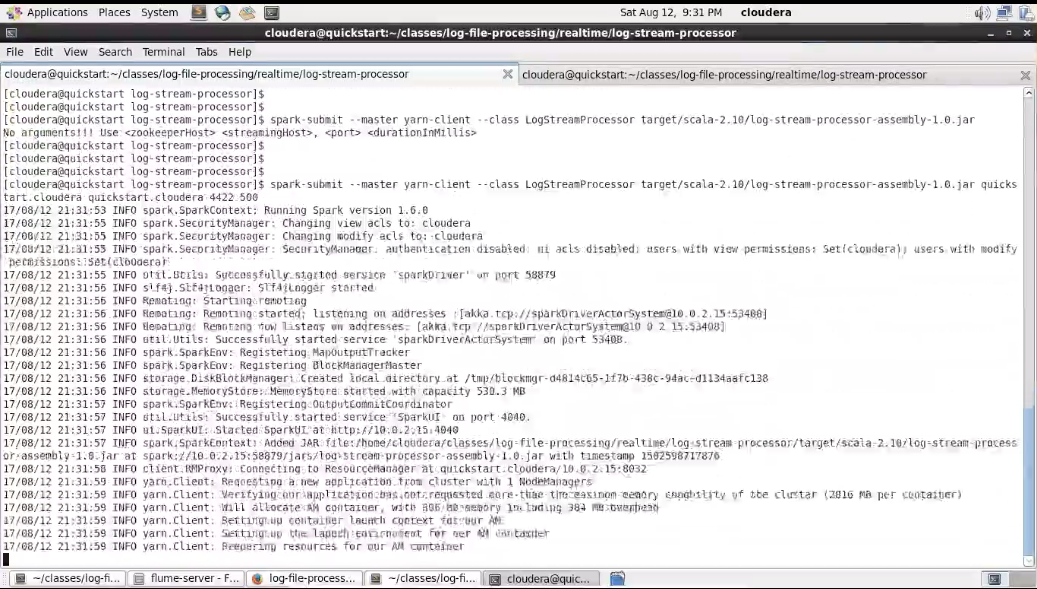 Applications Places System Sat Aug 12, 9:31 PM cloudera
cloudera@quickstart:~/classes/log-file-processing/realtime/log-stream-processor
File Edit View Search Terminal Tabs Help
cloudera@quickstart:~/classes/log-file-processing/realtime/log-stream-processor cloudera@quickstart:~/classes/log-file-processing/realtime/log-stream-processor
[cloudera@quickstart log-stream-processor]$
[cloudera@quickstart log-stream-processor]$
[cloudera@quickstart log-stream-processor]$ spark-submit --master yarn-client --class LogStreamProcessor target/scala-2.10/log-stream-processor-assembly-1.0.jar
No arguments!!! Use <zookeeperHost> <streamingHost>, <port> <durationInMillis>
[cloudera@quickstart log-stream-processor]$
[cloudera@quickstart log-stream-processor]$
[cloudera@quickstart log-stream-processor]$
[cloudera@quickstart log-stream-processor]$ spark-submit --master yarn-client --class LogStreamProcessor target/scala-2.10/log-stream-processor-assembly-1.0.jar quicks
tart.cloudera quickstart.cloudera 4422 500
17/08/12 21:31:53 INFO spark.SparkContext: Running Spark version 1.6.0
17/08/12 21:31:55 INFO spark.SecurityManager: Changing view acls to: cloudera
17/08/12 21:31:55 INFO spark.SecurityManager: Changing modify acls to: cloudera
17/08/12 21:31:55 INFO spark.SecurityManager: SecurityManager: authentication disabled; ui acls disabled; users with view permissions: Set(cloudera); users with modify
permissions: Set(cloudera)
17/08/12 21:31:55 INFO util.Utils: Successfully started service 'sparkDriver' on port 58879
17/08/12 21:31:56 INFO slf4j.Slf4jLogger: Slf4jLogger started
17/08/12 21:31:56 INFO Remoting: Starting remoting
17/08/12 21:31:56 INFO Remoting: Remoting started; listening on addresses :[akka.tcp://sparkDriverActorSystem@10.0.2.15:53408]
17/08/12 21:31:56 INFO Remoting: Remoting now listens on addresses: [akka.tcp://sparkDriverActorSystem@10.0.2.15:53408]
17/08/12 21:31:56 INFO util.Utils: Successfully started service 'sparkDriverActorSystem' on port 53408.
17/08/12 21:31:56 INFO spark.SparkEnv: Registering MapOutputTracker
17/08/12 21:31:56 INFO spark.SparkEnv: Registering BlockManagerMaster
17/08/12 21:31:56 INFO storage.DiskBlockManager: Created local directory at
17/08/12 21:31:56 INFO storage.MemoryStore: MemoryStore started with capacity 530.3 MB
17/08/12 21:31:57 INFO spark.SparkEnv: Registering OutputCommitCoordinator
17/08/12 21:31:57 INFO util.Utils: Successfully started service 'SparkUI' on port 4040.
17/08/12 21:31:57 INFO ui.SparkUI: Started SparkUI at http://10.0.2.15:4040
17/08/12 21:31:57 INFO spark.SparkContext: Added JAR file:/home/cloudera/classes/log-file-processing/realtime/log-stream-processor/target/scala-2.10/log-stream-process
or-assembly-1.0.jar at spark://10.0.2.15:58879/jars/log-stream-processor-assembly-1.0.jar with timestamp 1502598717876
17/08/12 21:31:58 INFO client.RMProxy: Connecting to ResourceManager at quickstart.cloudera/10.0.2.15:8032
17/08/12 21:31:59 INFO yarn.Client: Requesting a new application from cluster with 1 NodeManagers
17/08/12 21:31:59 INFO yarn.Client: Verifying our application has not requested more than the maximum memory capability of the cluster (2816 MB per container)
17/08/12 21:31:59 INFO yarn.Client: Will allocate AM container, with 896 MB memory including 384 MB overhead
17/08/12 21:31:59 INFO yarn.Client: Setting up container launch context for our AM
17/08/12 21:31:59 INFO yarn.Client: Setting up the launch environment for our AM container
17/08/12 21:31:59 INFO yarn.Client: Preparing resources for our AM container
~/classes/log-fi... flume-server - F... log-file-process... ~/classes/log-fi... cloudera@quic...